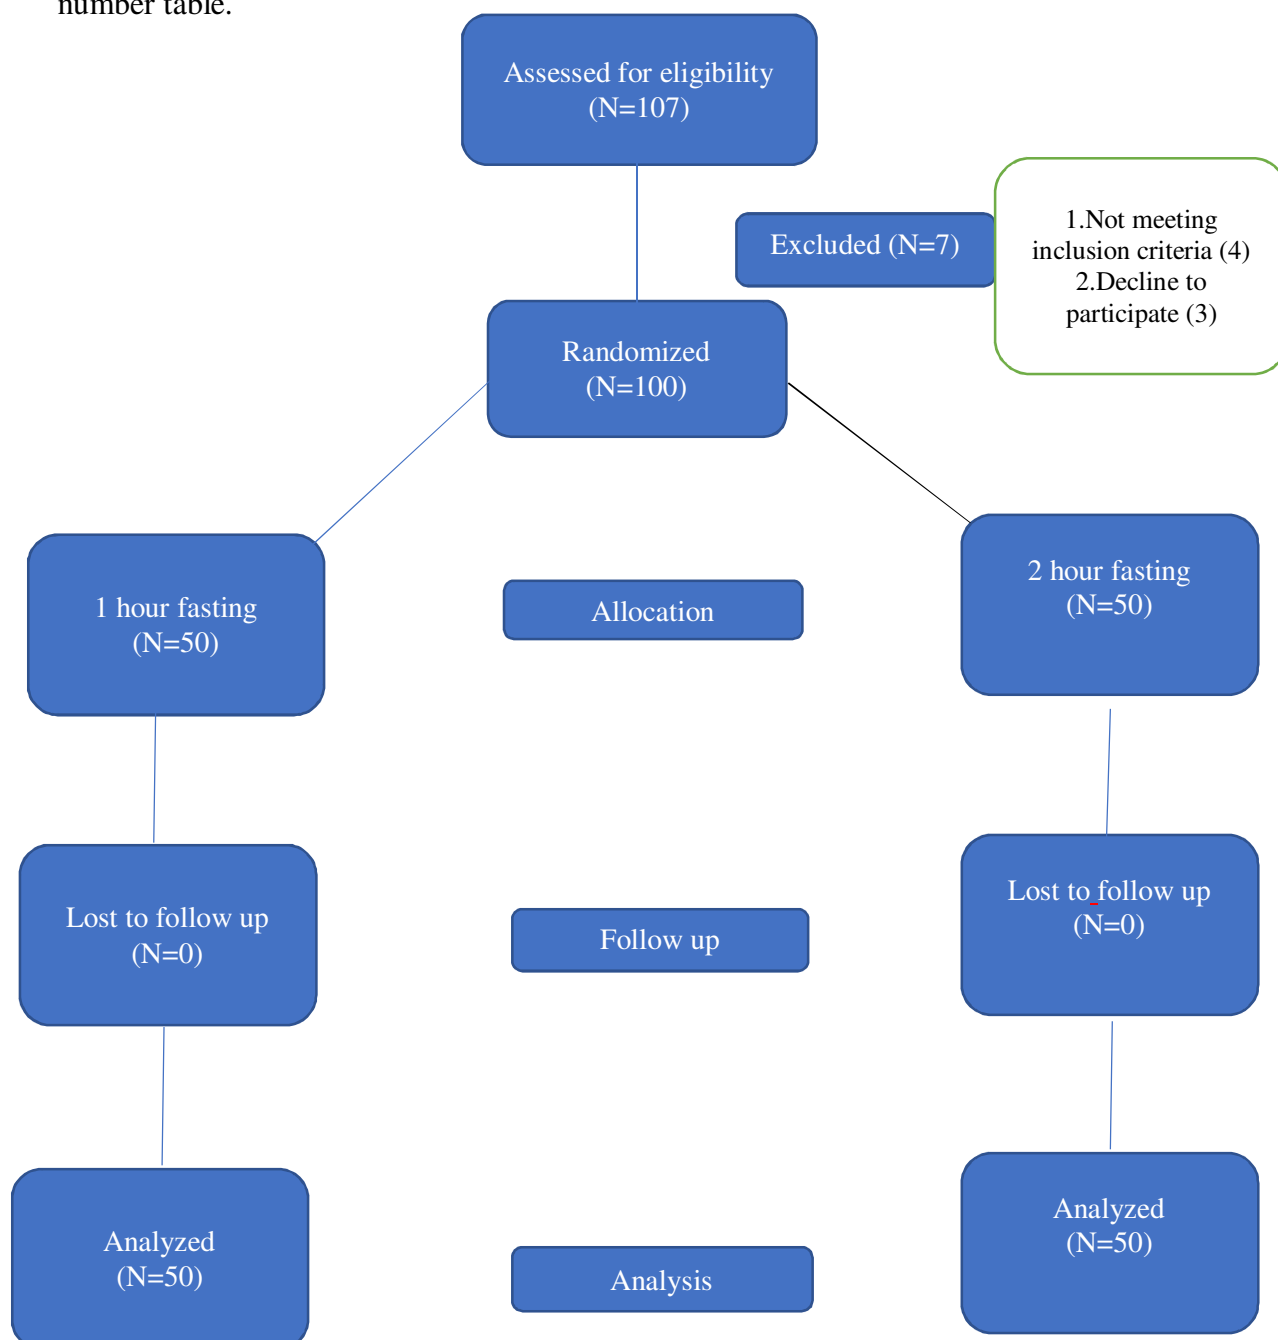 number table.
Assessed for eligibility
(N=107)
Excluded (N=7)
1.Not meeting
inclusion criteria (4)
2.Decline to
participate (3)
Randomized
(N=100)
1 hour fasting
(N=50)
Allocation
2 hour fasting
(N=50)
Lost to follow up
(N=0)
Follow up
Lost to follow up
(N=0)
Analyzed
(N=50)
Analysis
Analyzed
(N=50)